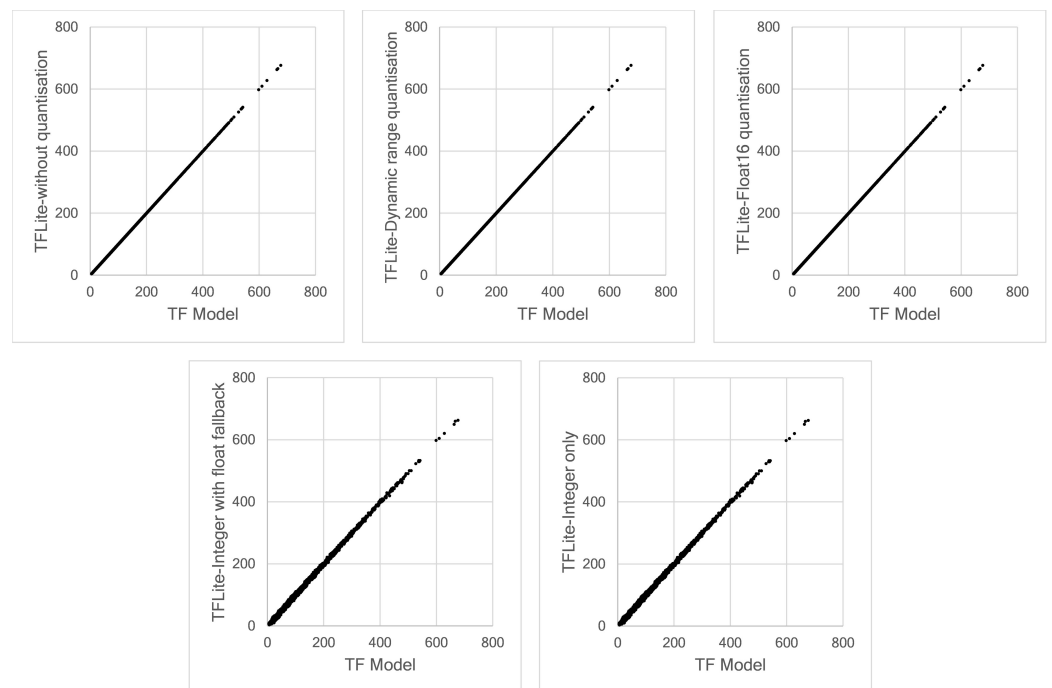 TFLite-without quantisation
800
600
400
200
0
0 200 400 600 800
TF Model
TFLite-Dynamic range quantisation
800
600
400
200
0
0 200 400 600 800
TF Model
TFLite-Float16 quantisation
800
600
400
200
0
0 200 400 600 800
TF Model
TFLite-Integer with float fallback
800
600
400
200
0
0 200 400 600 800
TF Model
TFLite-Integer only
800
600
400
200
0
0 200 400 600 800
TF Model